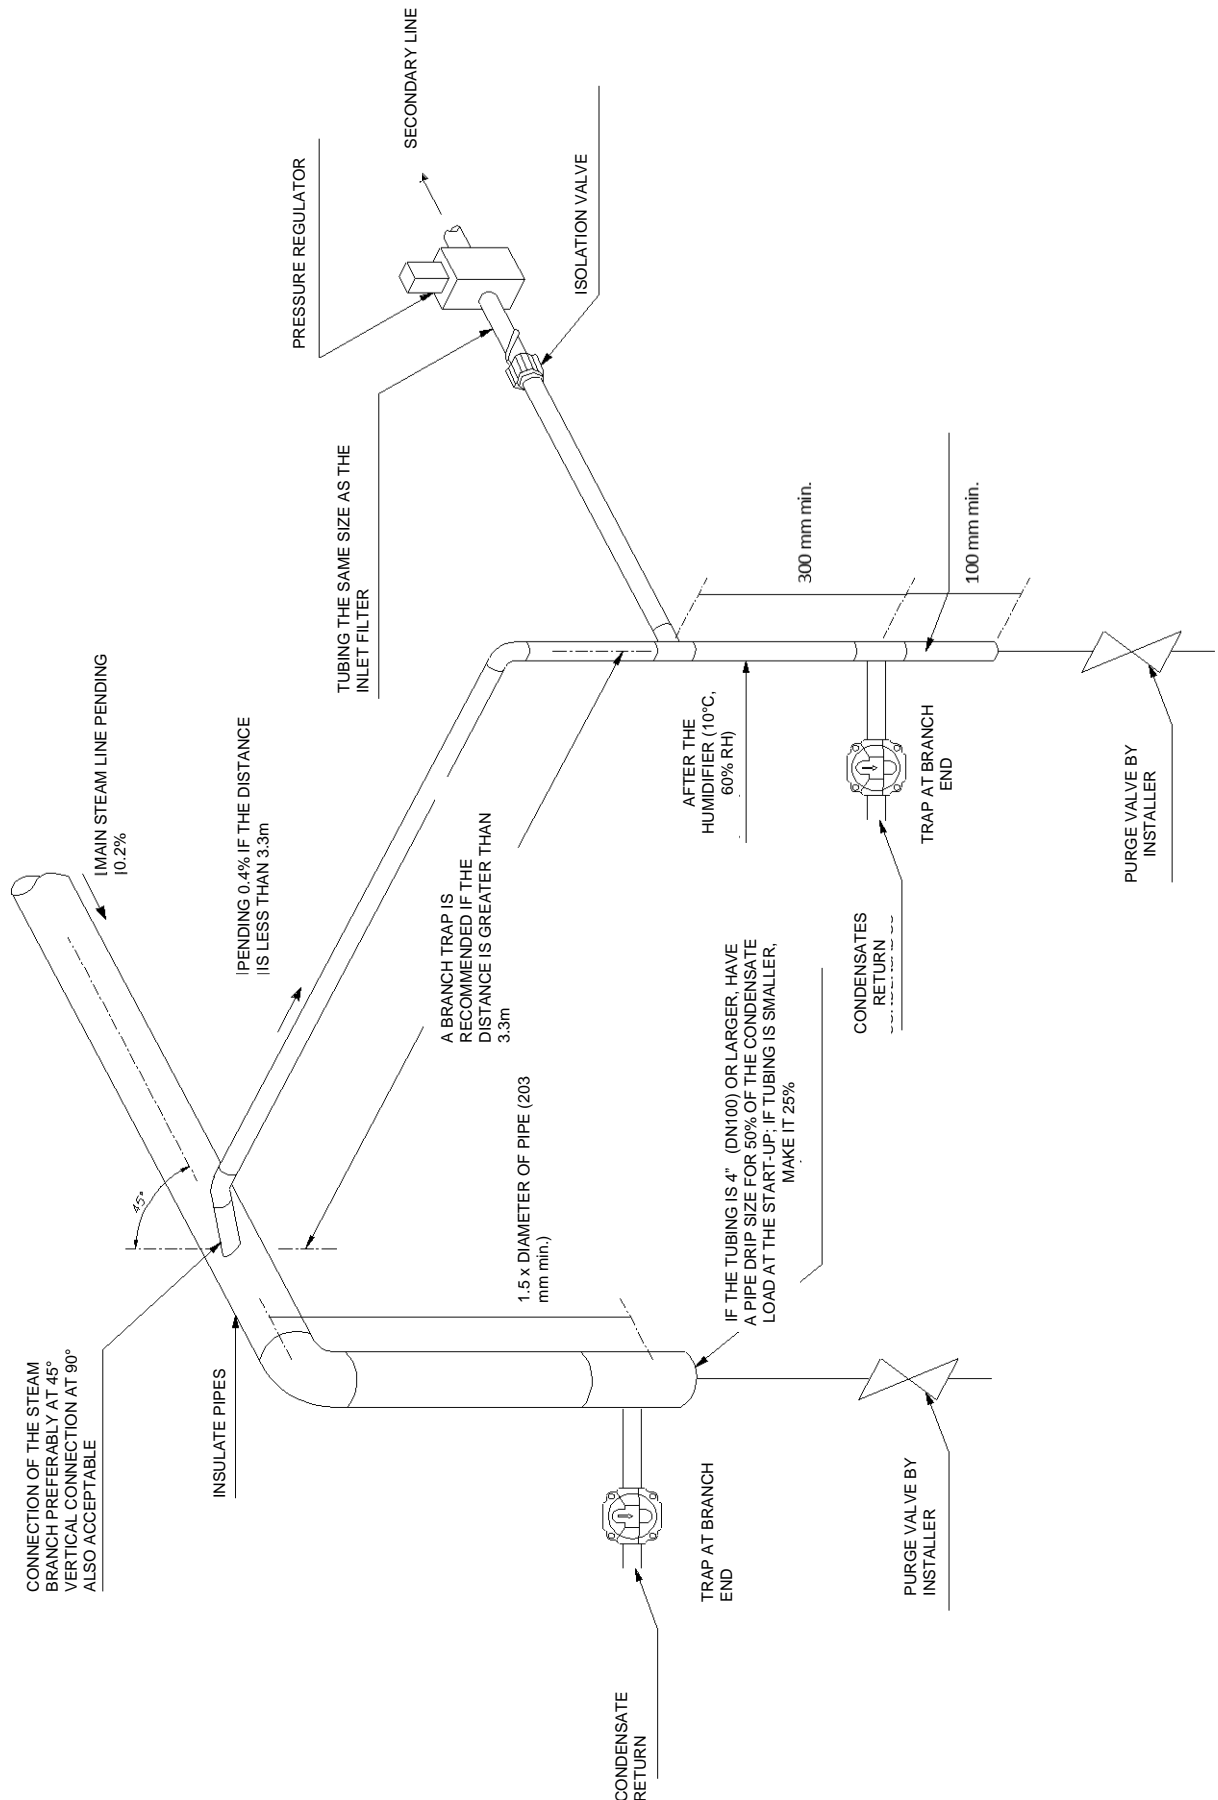 CONNECTION OF THE STEAM
BRANCH PREFERABLY AT 45°
VERTICAL CONNECTION AT 90°
ALSO ACCEPTABLE
45°
MAIN STEAM LINE PENDING
0.2%
INSULATE PIPES
PENDING 0.4% IF THE DISTANCE
IS LESS THAN 3.3m
PRESSURE REGULATOR
SECONDARY LINE
TUBING THE SAME SIZE AS THE
INLET FILTER
ISOLATION VALVE
A BRANCH TRAP IS
RECOMMENDED IF THE
DISTANCE IS GREATER THAN
3.3m
1.5 x DIAMETER OF PIPE (203
mm min.)
AFTER THE
HUMIDIFIER (10°C,
60% RH)
300 mm min.
100 mm min.
CONDENSATE
RETURN
TRAP AT BRANCH
END
IF THE TUBING IS 4" (DN100) OR LARGER, HAVE
A PIPE DRIP SIZE FOR 50% OF THE CONDENSATE
LOAD AT THE START-UP; IF TUBING IS SMALLER,
MAKE IT 25%
CONDENSATES
RETURN
TRAP AT BRANCH
END
PURGE VALVE BY
INSTALLER
PURGE VALVE BY
INSTALLER